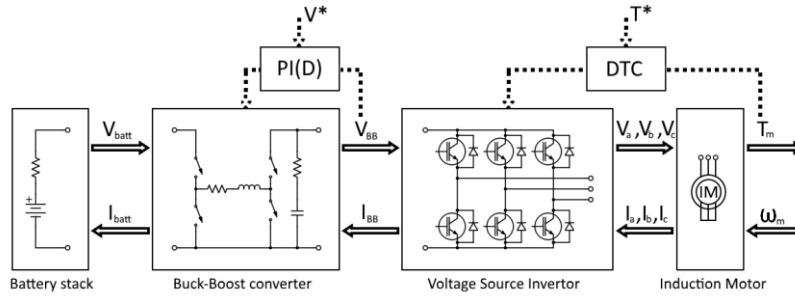 V* T*
PI(D) DTC
V_batt V_BB V_a ,V_b ,V_c T_m
+
IM
I_batt I_BB I_a ,I_b ,I_c ω_m
Battery stack Buck-Boost converter Voltage Source Invertor Induction Motor